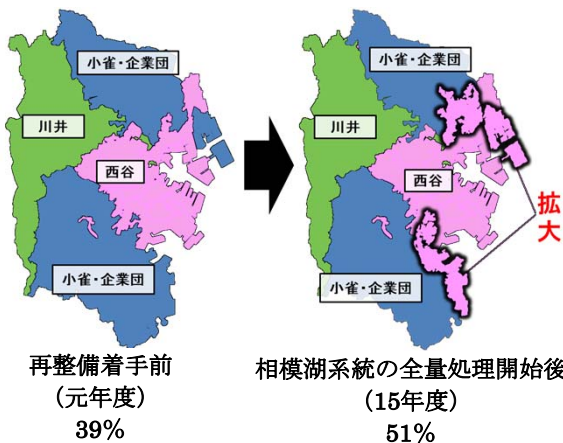 小雀・企業団
川井
西谷
小雀・企業団
再整備着手前
(元年度)
39%
小雀・企業団
川井
西谷
拡大
小雀・企業団
相模湖系統の全量処理開始後
(15年度)
51%